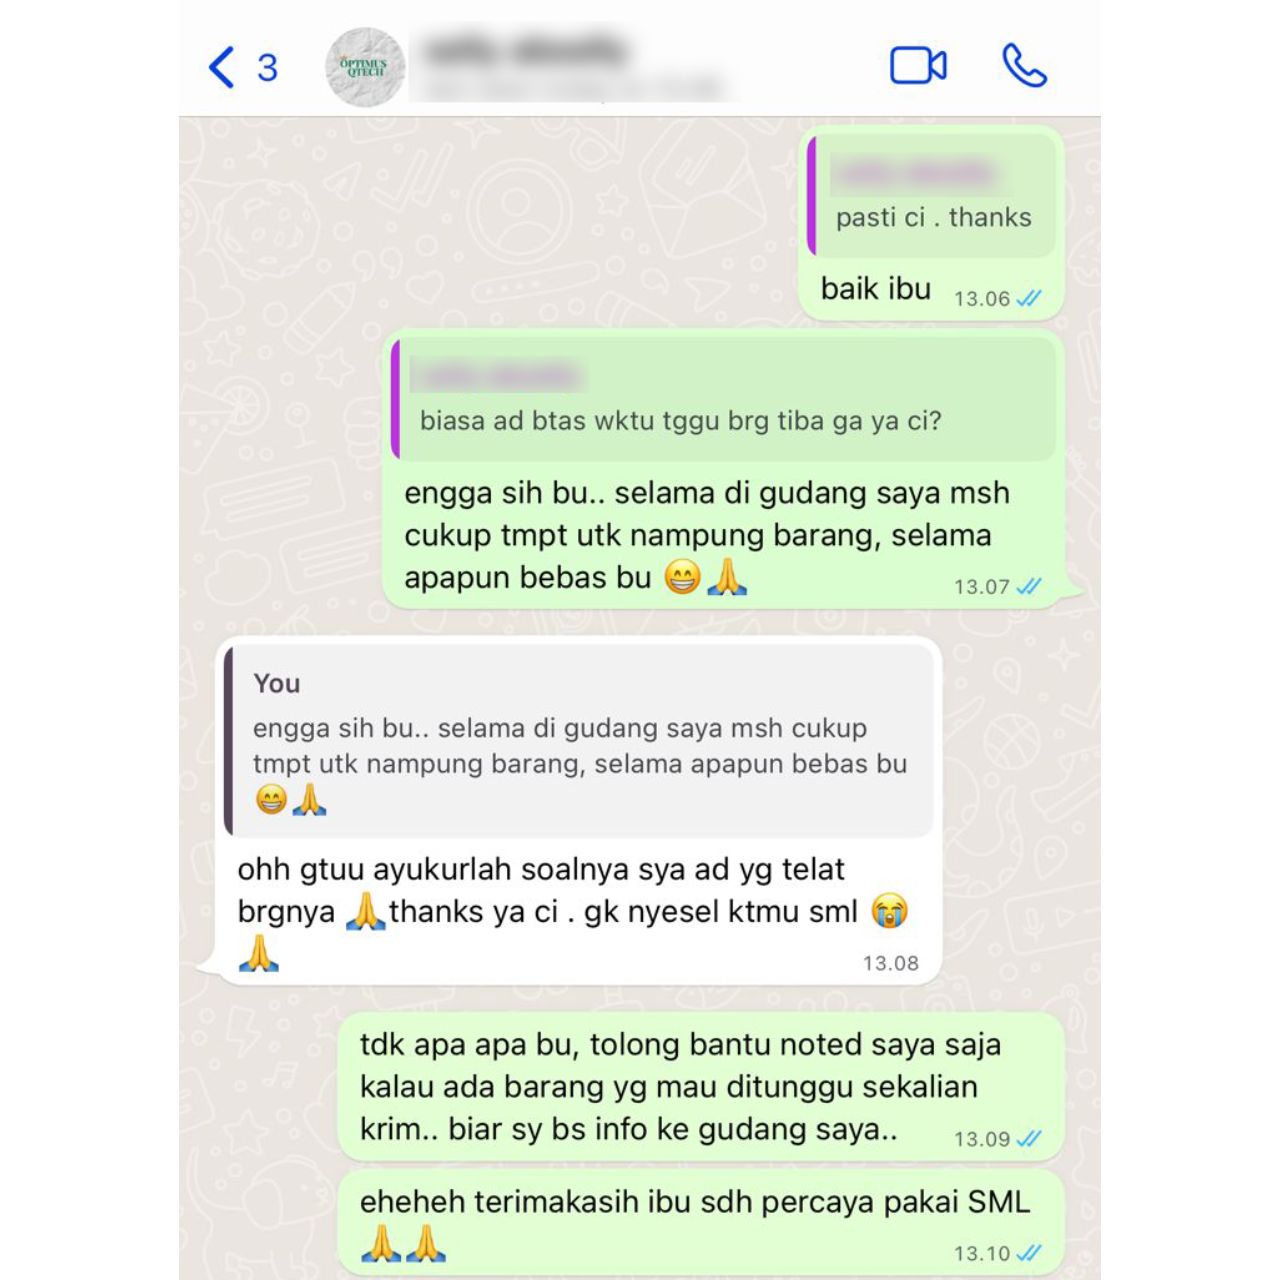 3
OPTIMUS
QTECH
pasti ci . thanks
baik ibu
13.06
biasa ad btas wktu tggu brg tiba ga ya ci?
engga sih bu.. selama di gudang saya msh
cukup tmpt utk nampung barang, selama
apapun bebas bu 😁🙏
13.07
You
engga sih bu.. selama di gudang saya msh cukup
tmpt utk nampung barang, selama apapun bebas bu
😁🙏
ohh gtuu ayukurlah soalnya sya ad yg telat
brgnya 🙏thanks ya ci . gk nyesel ktmu sml 😭
🙏
13.08
tdk apa apa bu, tolong bantu noted saya saja
kalau ada barang yg mau ditunggu sekalian
krim.. biar sy bs info ke gudang saya..
13.09
eheheh terimakasih ibu sdh percaya pakai SML
🙏🙏
13.10